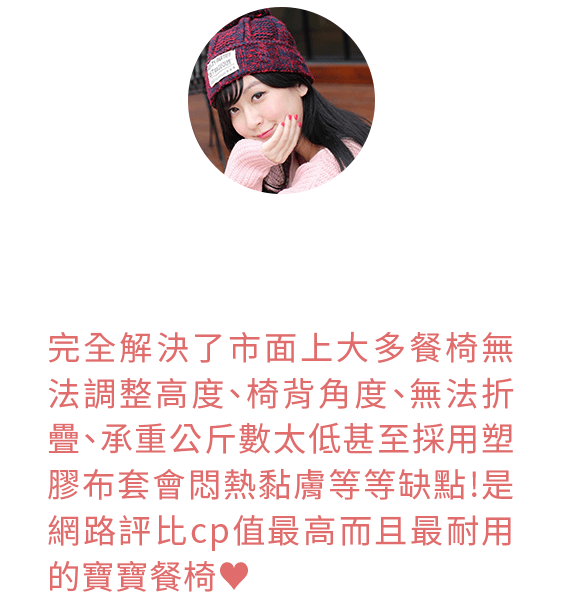 完全解決了市面上大多餐椅無
法調整高度、椅背角度、無法折
疊、承重公斤數太低甚至採用塑
膠布套會悶熱黏膚等等缺點!是
網路評比cp值最高而且最耐用
的寶寶餐椅♥